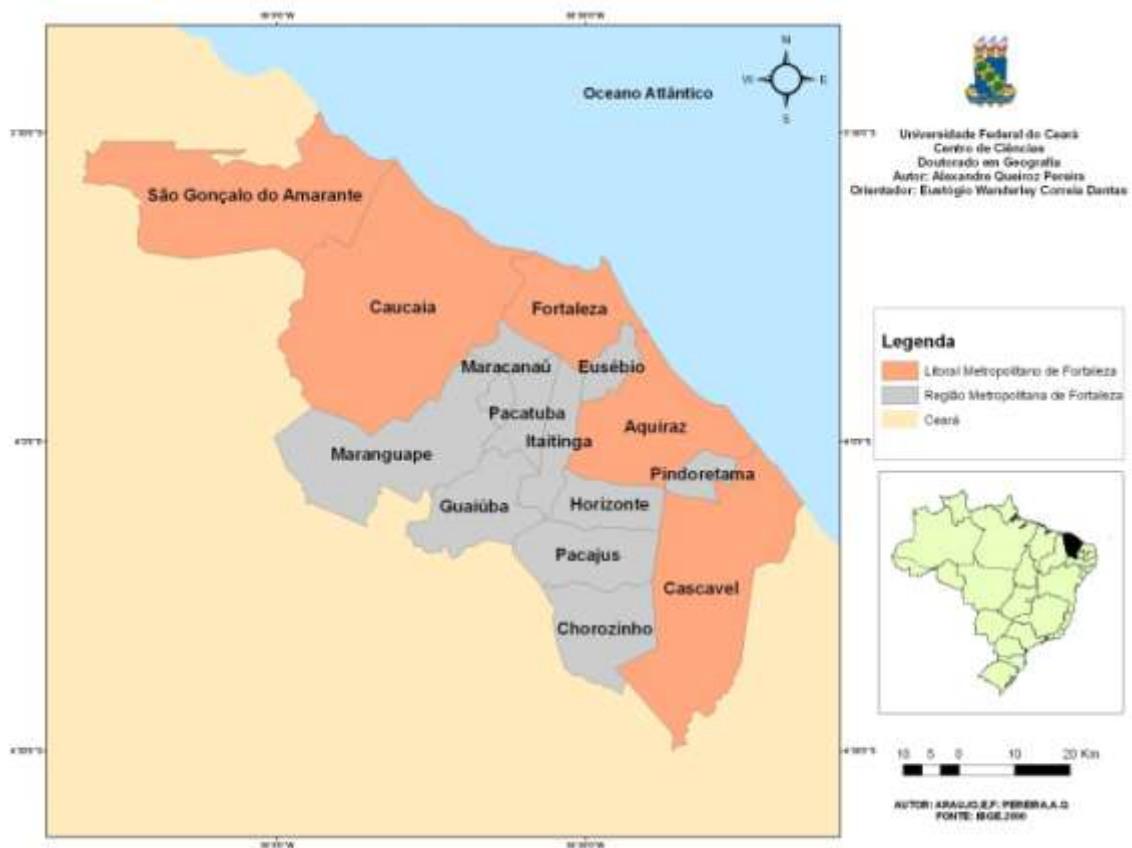 N
W
E
S
Oceano Atlântico
São Gonçalo do Amarante
Caucaia
Fortaleza
Maracanaú
Eusébio
Pacatuba
Itaitinga
Aquiraz
Maranguape
Pindoretama
Guaiúba
Horizonte
Pacajus
Cascavel
Chorozinho
Universidade Federal do Ceará
Centro de Ciências
Doutorado em Geografia
Autor: Alexandre Queiroz Pereira
Orientador: Eustógio Wanderley Correia Dantas
Legenda
Litoral Metropolitano de Fortaleza
Região Metropolitana de Fortaleza
Ceará
10 5 0 10 20 Km
AUTOR: ARAUJO,E.F. PEREIRA,A.Q
FONTE: IBGE,2000